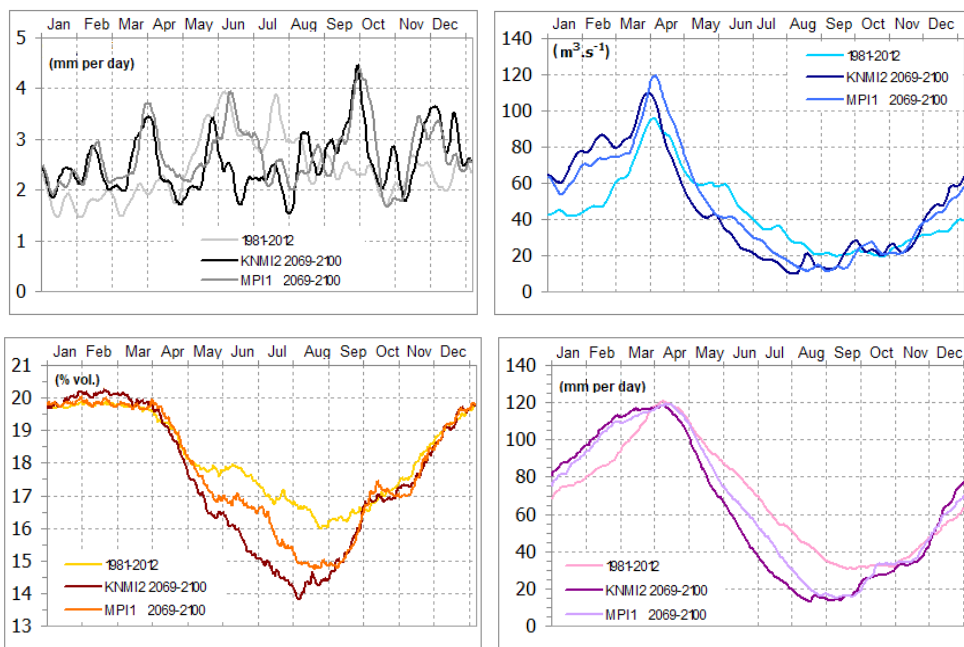 Jan Feb Mar Apr May Jun Jul Aug Sep Oct Nov Dec
5
(mm per day)
4
3
2
1
0
1981-2012
KNMI2 2069-2100
MPI1 2069-2100
Jan Feb Mar Apr May Jun Jul Aug Sep Oct Nov Dec
140
(m³.s⁻¹)
120
100
80
60
40
20
0
1981-2012
KNMI2 2069-2100
MPI1 2069-2100
Jan Feb Mar Apr May Jun Jul Aug Sep Oct Nov Dec
21
(% vol.)
20
19
18
17
16
15
14
13
1981-2012
KNMI2 2069-2100
MPI1 2069-2100
Jan Feb Mar Apr May Jun Jul Aug Sep Oct Nov Dec
140
(mm per day)
120
100
80
60
40
20
0
1981-2012
KNMI2 2069-2100
MPI1 2069-2100